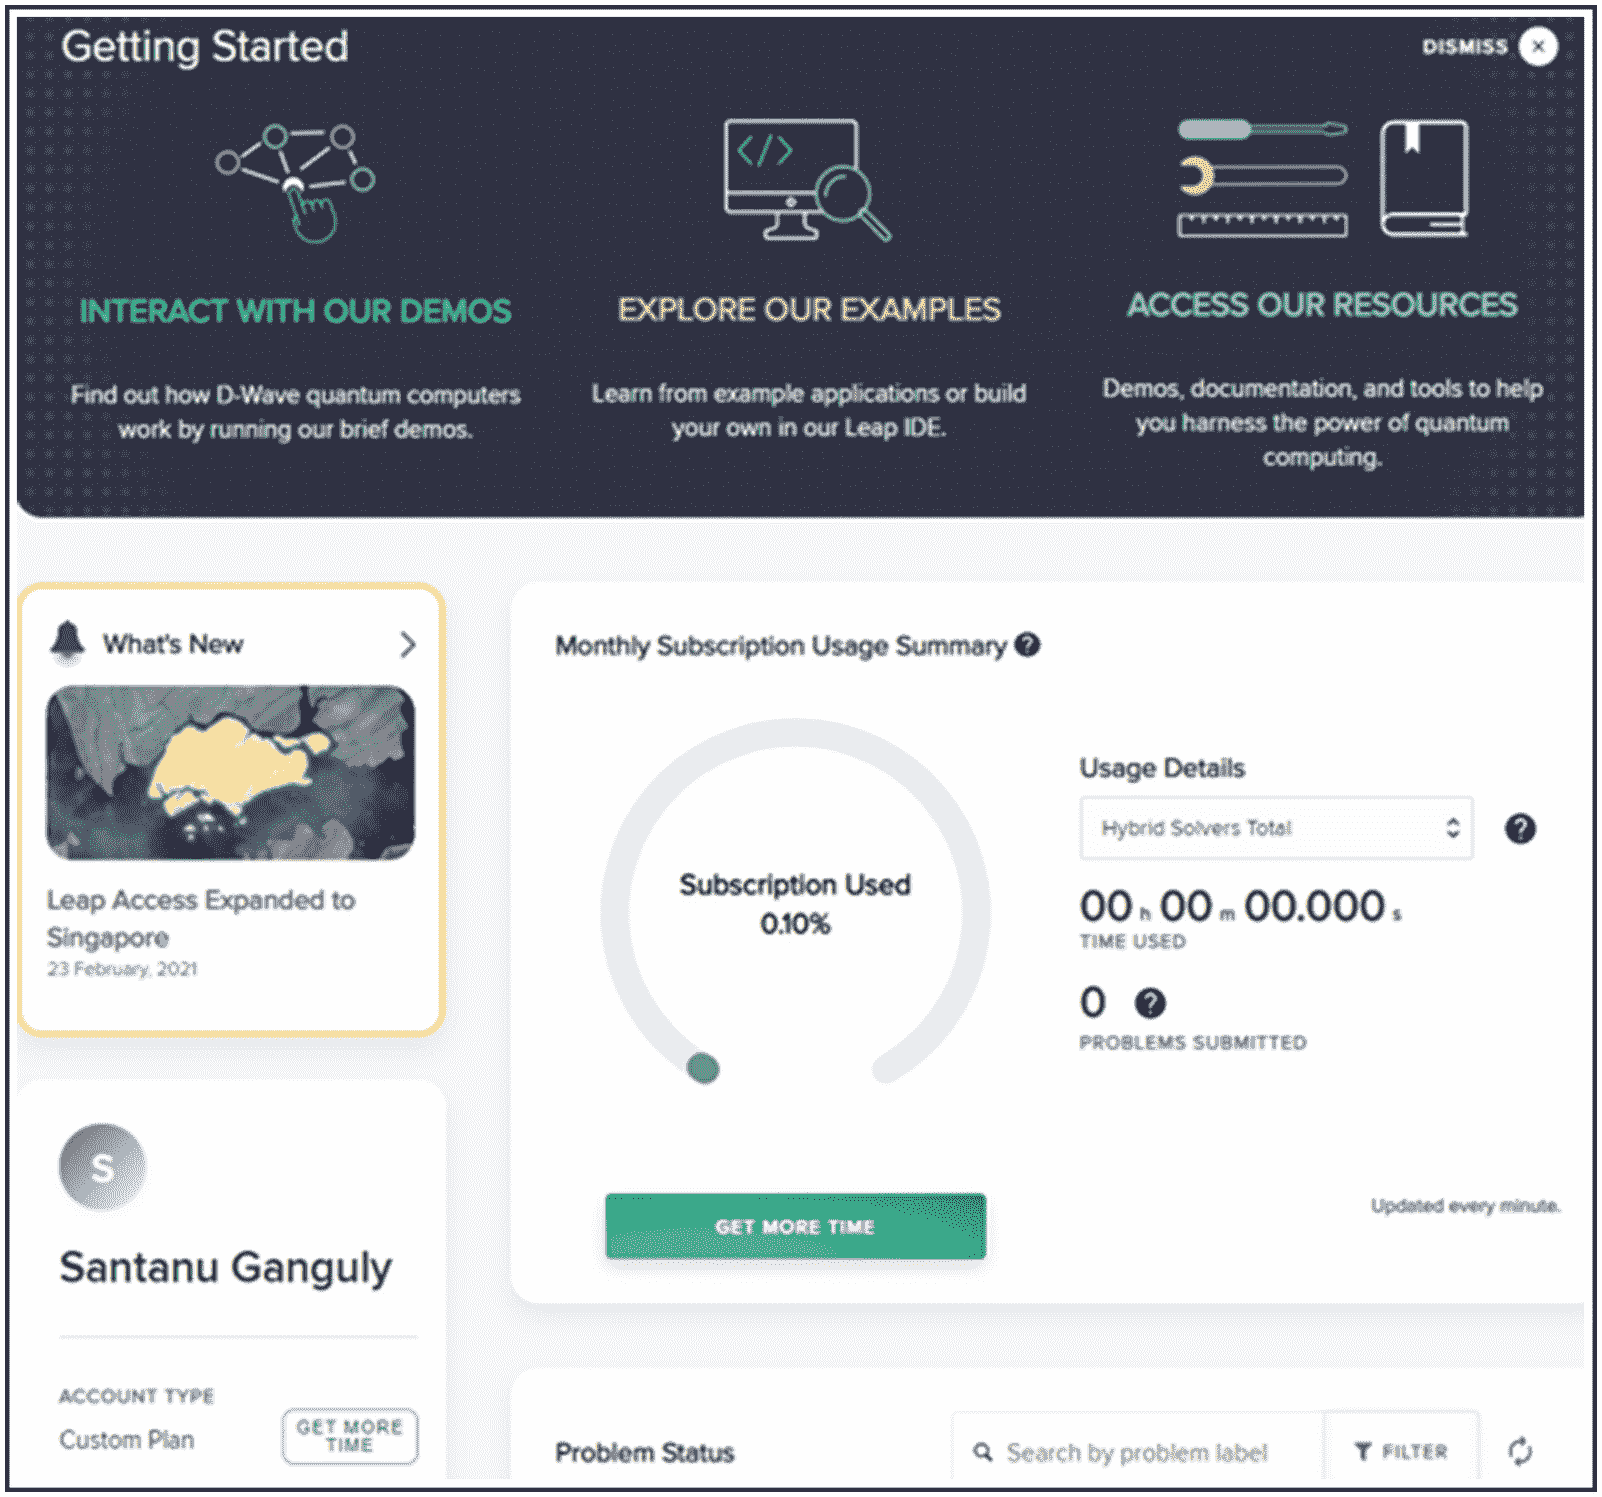 Getting Started
DISMISS
INTERACT WITH OUR DEMOS
Find out how D-Wave quantum computers
work by running our brief demos.
EXPLORE OUR EXAMPLES
Learn from example applications or build
your own in our Leap IDE.
ACCESS OUR RESOURCES
Demos, documentation, and tools to help
you harness the power of quantum
computing.
What's New
Leap Access Expanded to
Singapore
23 February, 2021
S
Santanu Ganguly
ACCOUNT TYPE
Custom Plan
GET MORE
TIME
Monthly Subscription Usage Summary
Subscription Used
0.10%
GET MORE TIME
Usage Details
Hybrid Solvers Total
00 h 00 m 00.000 s
TIME USED
0
PROBLEMS SUBMITTED
Updated every minute.
Problem Status
Search by problem label
FILTER